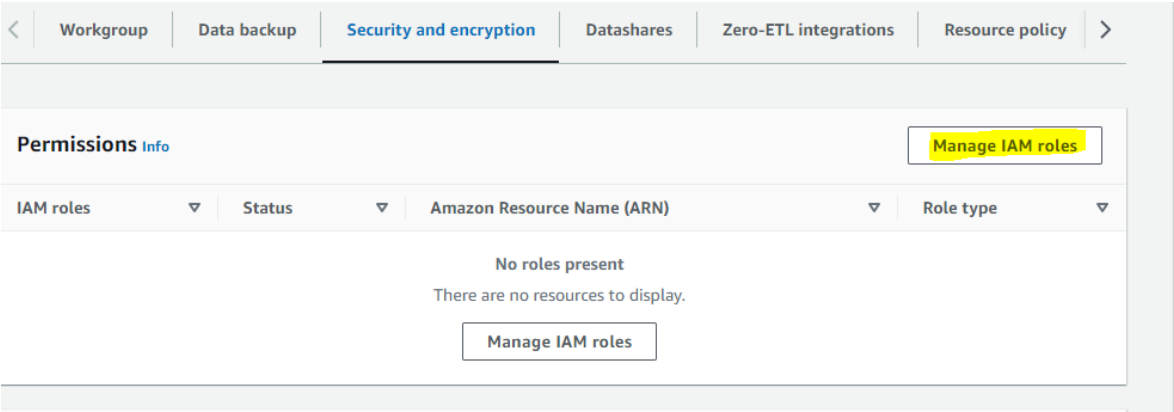 Workgroup Data backup Security and encryption Datashares Zero-ETL integrations Resource policy
Permissions Info Manage IAM roles
IAM roles Status Amazon Resource Name (ARN) Role type
No roles present
There are no resources to display.
Manage IAM roles